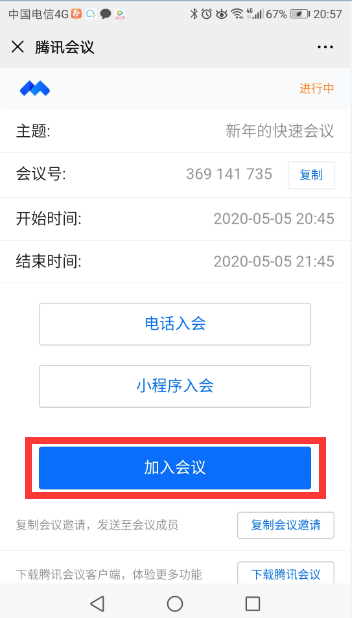 中国电信4G 67% 20:57
腾讯会议
进行中
主题: 新年的快速会议
会议号: 369 141 735 复制
开始时间: 2020-05-05 20:45
结束时间: 2020-05-05 21:45
电话入会
小程序入会
加入会议
复制会议邀请，发送至会议成员 复制会议邀请
下载腾讯会议客户端，体验更多功能 下载腾讯会议